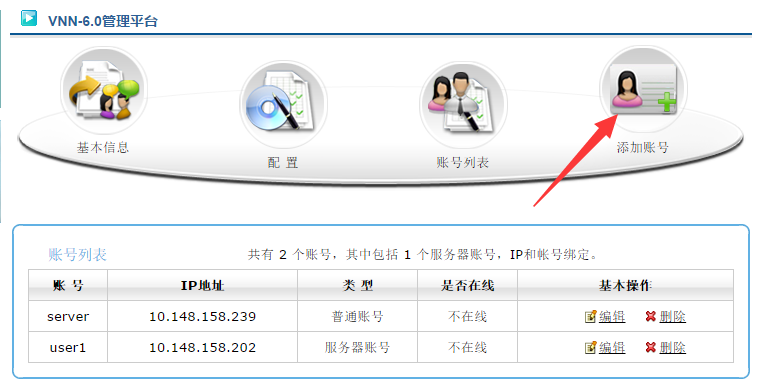 VNN-6.0管理平台
基本信息
配 置
账号列表
添加账号
账号列表 共有 2 个账号，其中包括 1 个服务器账号，IP和帐号绑定。
账 号 IP地址 类 型 是否在线 基本操作
server 10.148.158.239 普通账号 不在线 编辑 删除
user1 10.148.158.202 服务器账号 不在线 编辑 删除